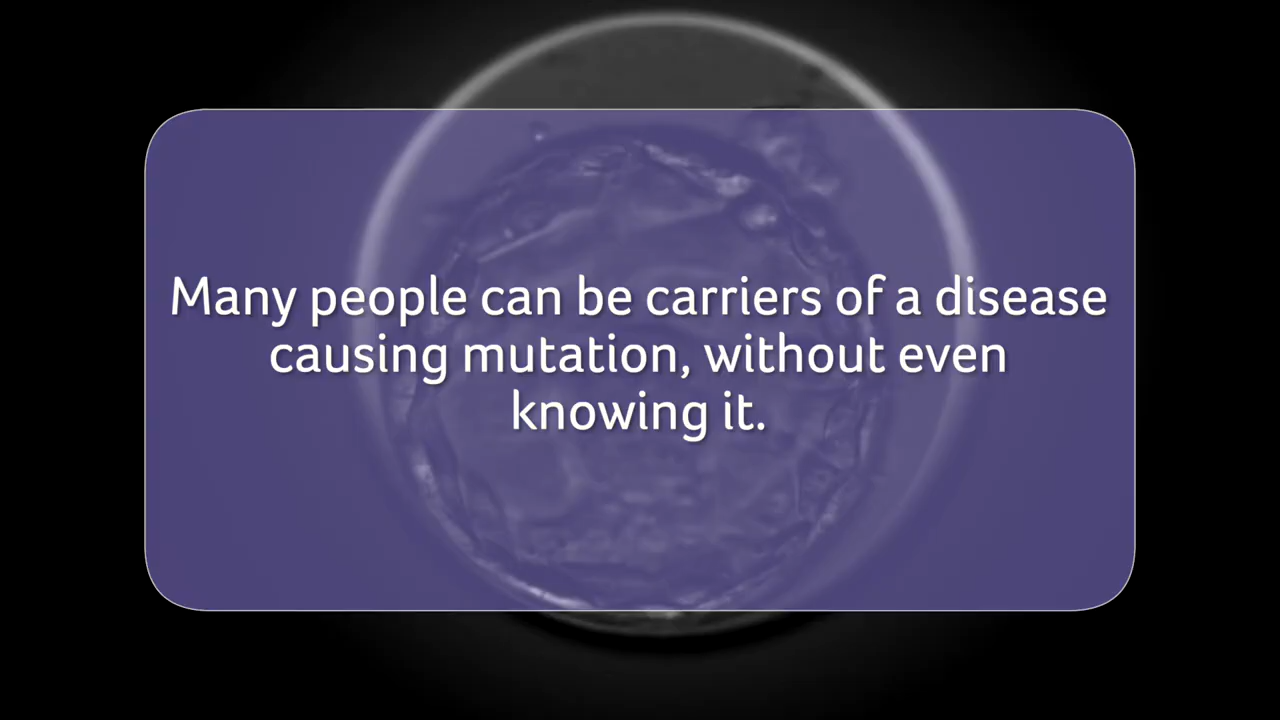 Many people can be carriers of a disease
causing mutation, without even
knowing it.